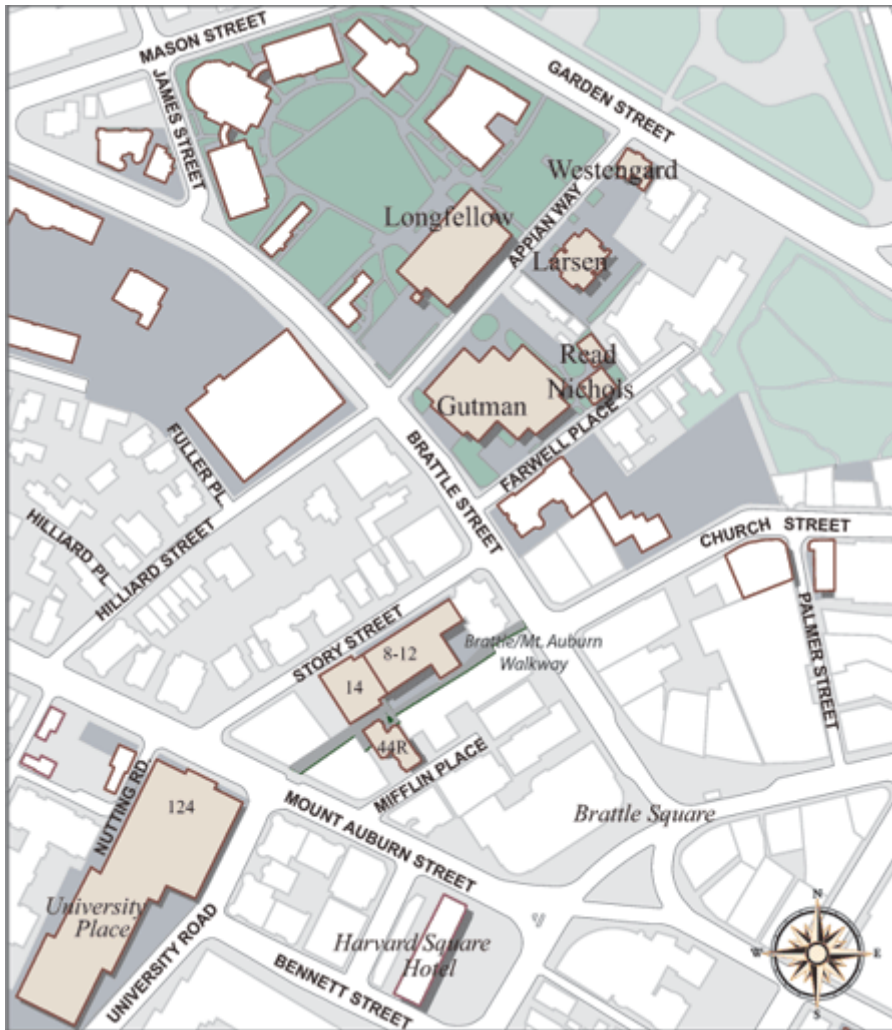 MASON STREET
JAMES STREET
GARDEN STREET
Westengard
Longfellow
APPIAN WAY
Larsen
Read
Nichols
Gutman
FARWELL PLACE
BRATTLE STREET
FULLER PL.
HILLIARD PL.
HILLIARD STREET
CHURCH STREET
PALMER STREET
STORY STREET
8-12
14
Brattle/Mt. Auburn
Walkway
44R
MIFFLIN PLACE
NUTTING RD.
124
MOUNT AUBURN STREET
Brattle Square
University
Place
UNIVERSITY ROAD
Harvard Square
Hotel
BENNETT STREET
N
W
E
S